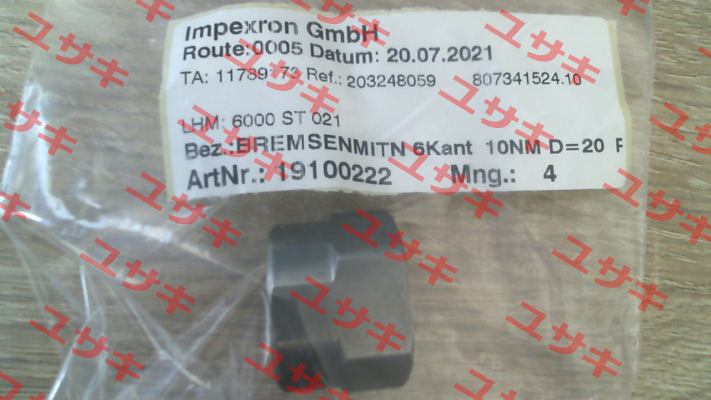 Impexron GmbH
Route:0005 Datum: 20.07.2021
TA: 11789173 Ref.: 203248059 807341524.10
LHM: 6000 ST 021
Bez.:BREMSENMITN 6Kant 10NM D=20
ArtNr.: 19100222 Mng.: 4
ユサキ